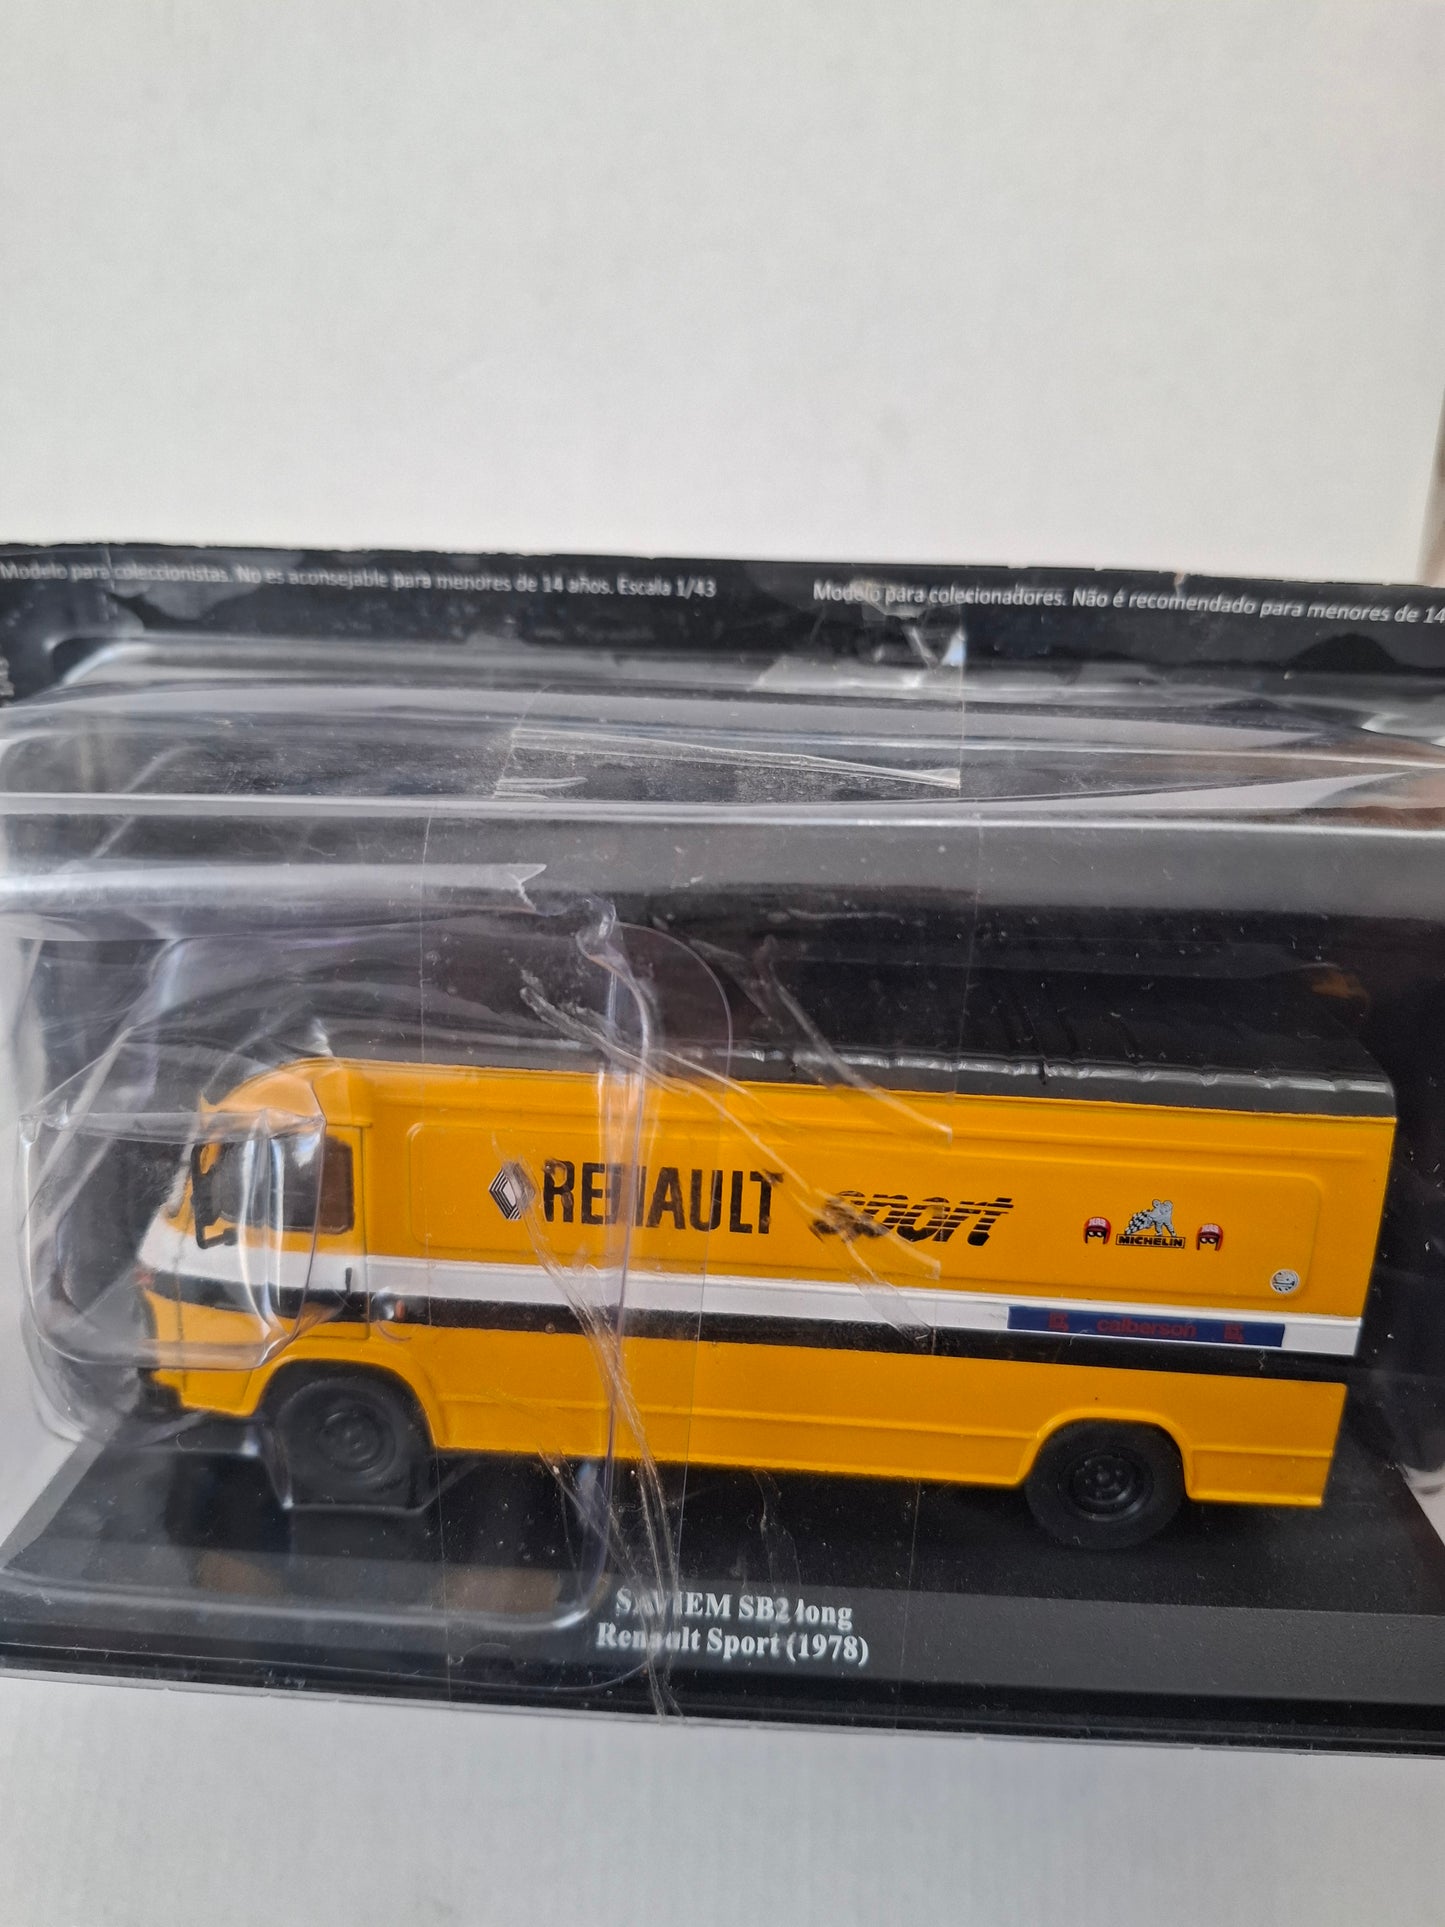 Modelo para coleccionistas. No es aconsejable para menores de 14 años. Escala 1/43
Modelo para colecionadores. Não é recomendado para menores de 14
RENAULT sport
MICHELIN
calberson
SAVIEM SB2 long
Renault Sport (1978)